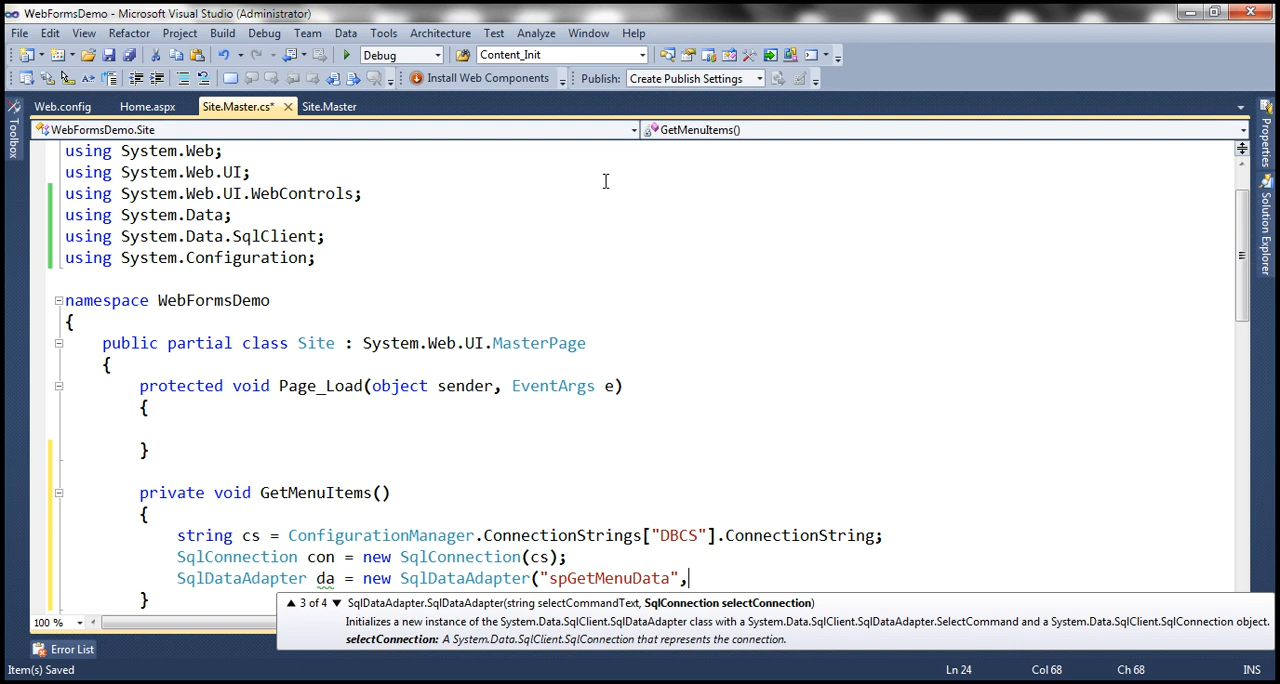 WebFormsDemo - Microsoft Visual Studio (Administrator)
File Edit View Refactor Project Build Debug Team Data Tools Architecture Test Analyze Window Help
Debug Content_Init
Install Web Components Publish: Create Publish Settings
Web.config Home.aspx Site.Master.cs* Site.Master
WebFormsDemo.Site GetMenuItems()
Toolbox
Properties
Solution Explorer
using System.Web;
using System.Web.UI;
using System.Web.UI.WebControls;
using System.Data;
using System.Data.SqlClient;
using System.Configuration;
namespace WebFormsDemo
{
public partial class Site : System.Web.UI.MasterPage
{
protected void Page_Load(object sender, EventArgs e)
{
}
private void GetMenuItems()
{
string cs = ConfigurationManager.ConnectionStrings["DBCS"].ConnectionString;
SqlConnection con = new SqlConnection(cs);
SqlDataAdapter da = new SqlDataAdapter("spGetMenuData",
}
3 of 4 SqlDataAdapter.SqlDataAdapter(string selectCommandText, SqlConnection selectConnection)
Initializes a new instance of the System.Data.SqlClient.SqlDataAdapter class with a System.Data.SqlClient.SqlDataAdapter.SelectCommand and a System.Data.SqlClient.SqlConnection object.
selectConnection: A System.Data.SqlClient.SqlConnection that represents the connection.
100 %
Error List
Item(s) Saved Ln 24 Col 68 Ch 68 INS